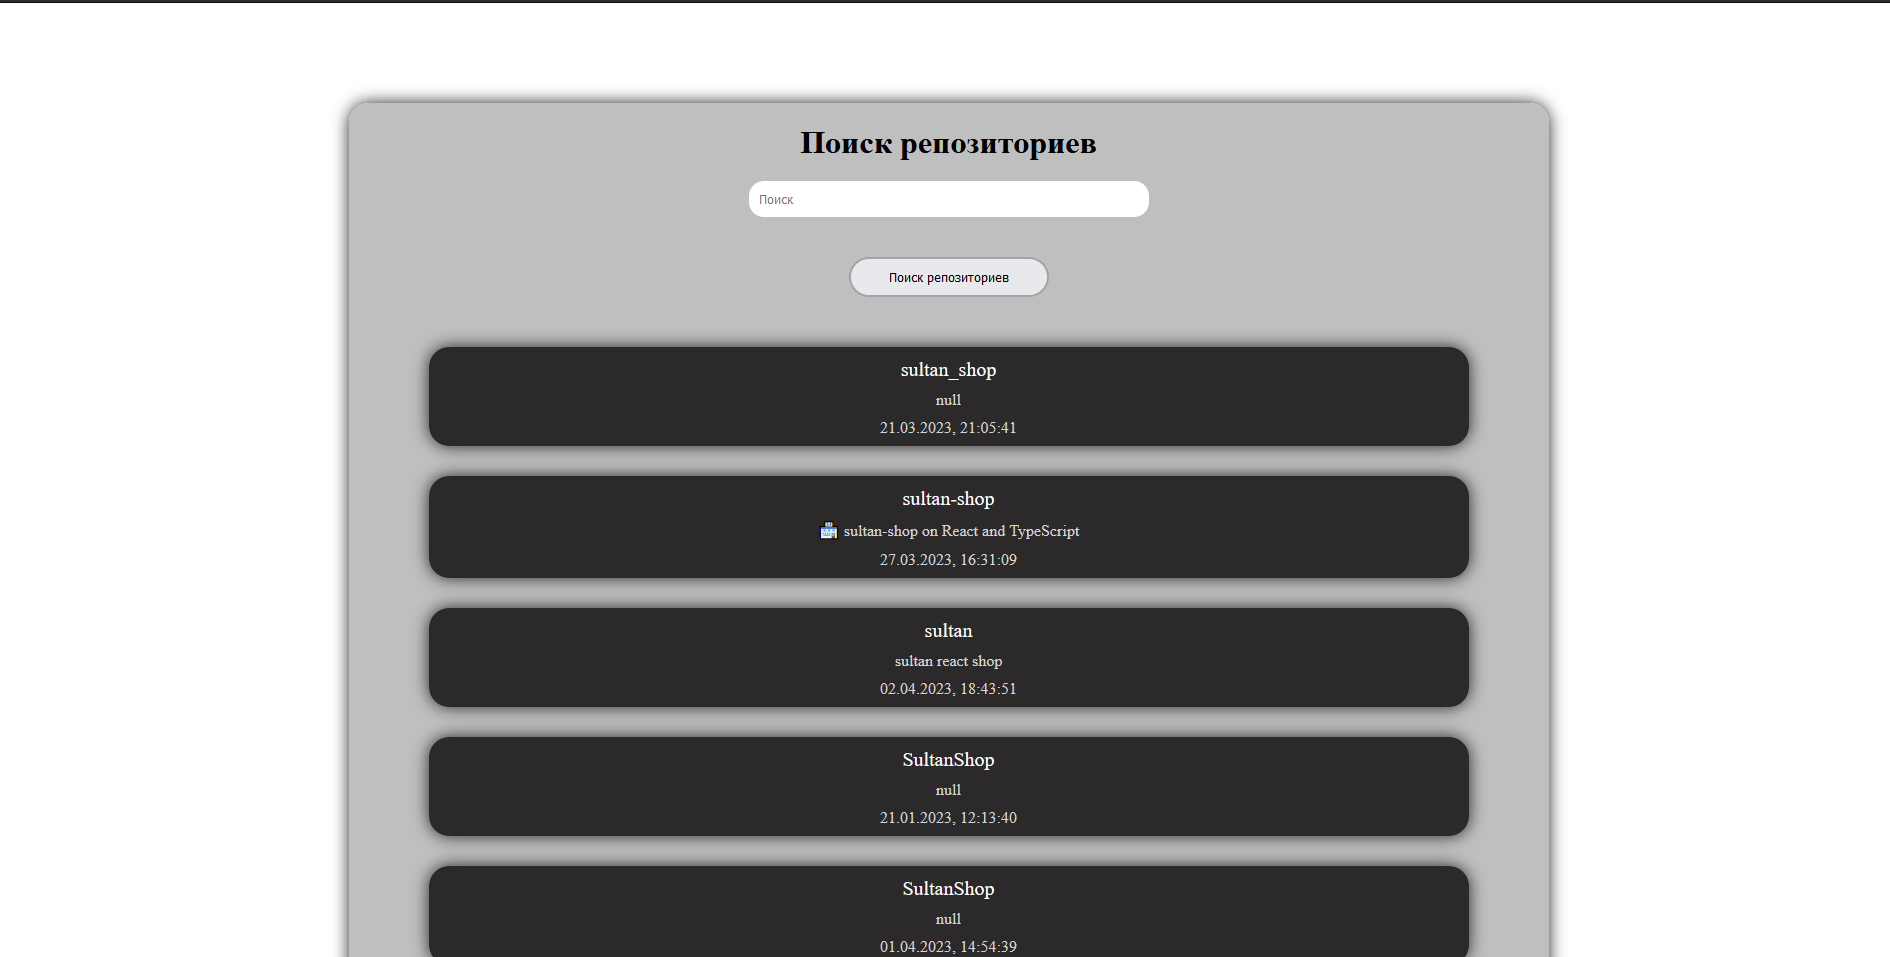 Поиск репозиториев
Поиск
Поиск репозиториев
sultan_shop
null
21.03.2023, 21:05:41
sultan-shop
sultan-shop on React and TypeScript
27.03.2023, 16:31:09
sultan
sultan react shop
02.04.2023, 18:43:51
SultanShop
null
21.01.2023, 12:13:40
SultanShop
null
01.04.2023, 14:54:39